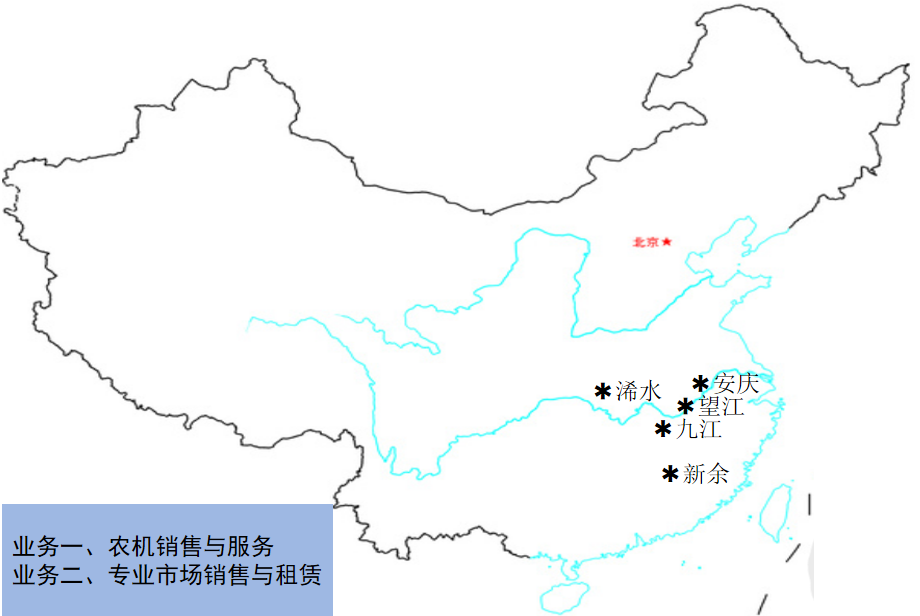 北京★
✱浠水
✱安庆
✱望江
✱九江
✱新余
业务一、农机销售与服务
业务二、专业市场销售与租赁